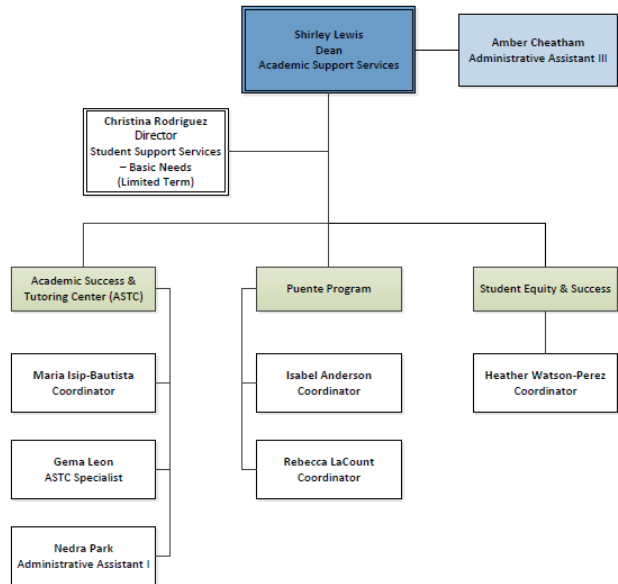 Shirley Lewis
Dean
Academic Support Services
Amber Cheatham
Administrative Assistant III
Christina Rodriguez
Director
Student Support Services
– Basic Needs
(Limited Term)
Academic Success &
Tutoring Center (ASTC)
Puente Program
Student Equity & Success
Maria Isip-Bautista
Coordinator
Isabel Anderson
Coordinator
Heather Watson-Perez
Coordinator
Gema Leon
ASTC Specialist
Rebecca LaCount
Coordinator
Nedra Park
Administrative Assistant I